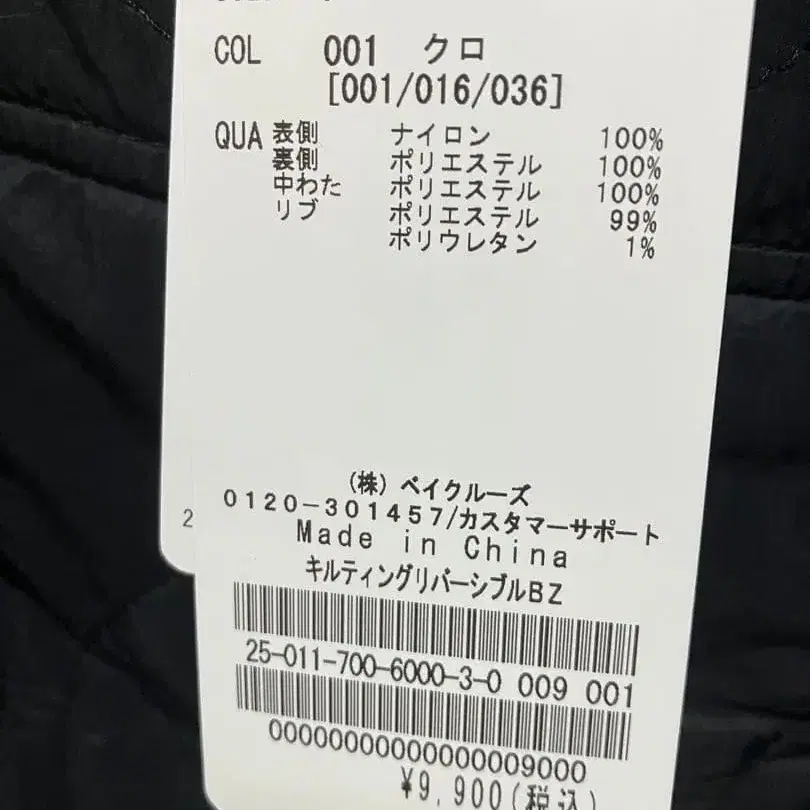 COL 001 クロ
[001/016/036]
QUA 表側 ナイロン 100%
裏側 ポリエステル 100%
中わた ポリエステル 100%
リブ ポリエステル 99%
ポリウレタン 1%
(株) ベイクルーズ
0120-301457/カスタマーサポート
2
Made in China
キルティングリバーシブルBZ
25-011-700-6000-3-0 009 001
00000000000000009000
¥9,900(税込)